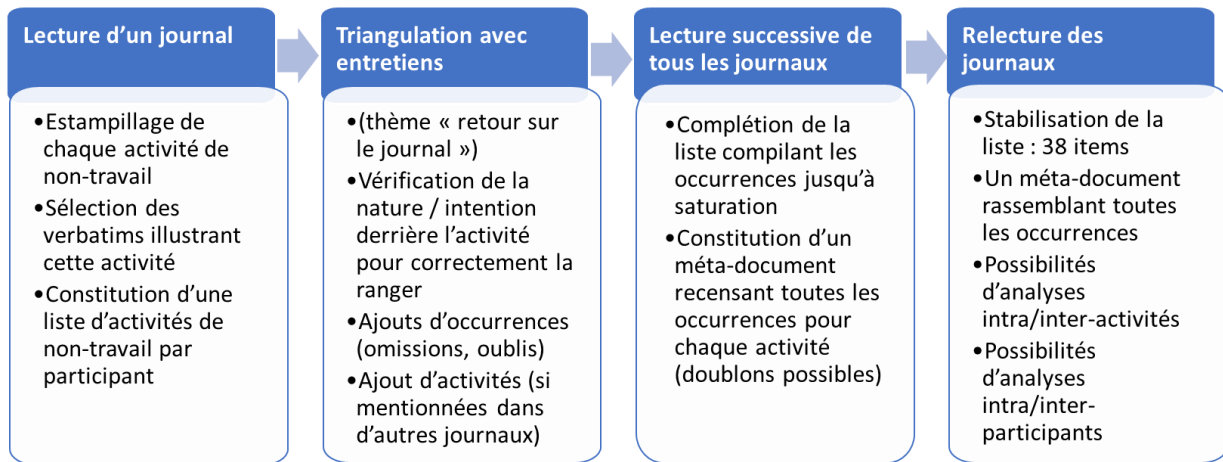 Lecture d'un journal
•Estampillage de
chaque activité de
non-travail
•Sélection des
verbatims illustrant
cette activité
•Constitution d'une
liste d'activités de
non-travail par
participant
Triangulation avec
entretiens
•(thème « retour sur
le journal »)
•Vérification de la
nature / intention
derrière l'activité
pour correctement la
ranger
•Ajouts d'occurrences
(omissions, oublis)
•Ajout d'activités (si
mentionnées dans
d'autres journaux)
Lecture successive de
tous les journaux
•Complétion de la
liste compilant les
occurrences jusqu'à
saturation
•Constitution d'un
méta-document
recensant toutes les
occurrences pour
chaque activité
(doublons possibles)
Relecture des
journaux
•Stabilisation de la
liste : 38 items
•Un méta-document
rassemblant toutes
les occurrences
•Possibilités
d'analyses
intra/inter-activités
•Possibilités
d'analyses
intra/inter-
participants